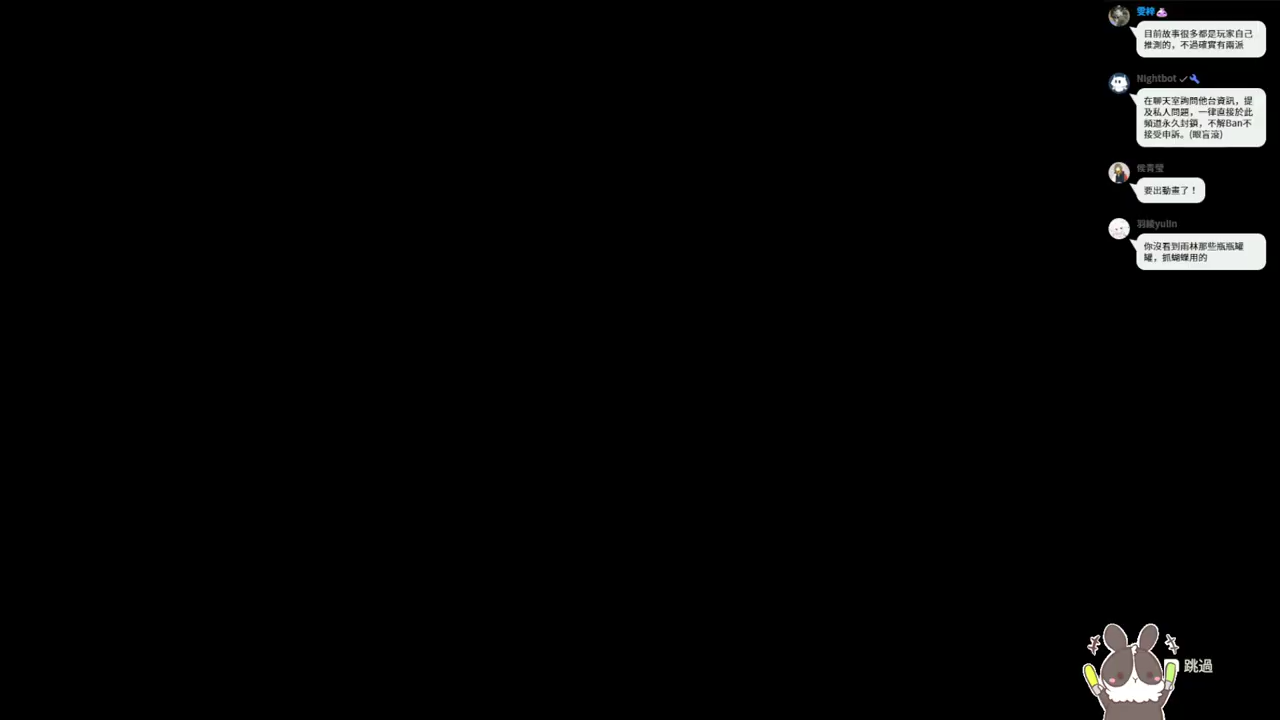 雯梓
目前故事很多都是玩家自己
推測的，不過確實有兩派
Nightbot
在聊天室詢問他台資訊，提
及私人問題，一律直接於此
頻道永久封鎖，不解Ban不
接受申訴。(眼盲滾)
侯青瑩
要出動畫了！
羽綾yulin
你沒看到雨林那些瓶瓶罐
罐，抓蝴蝶用的
跳過